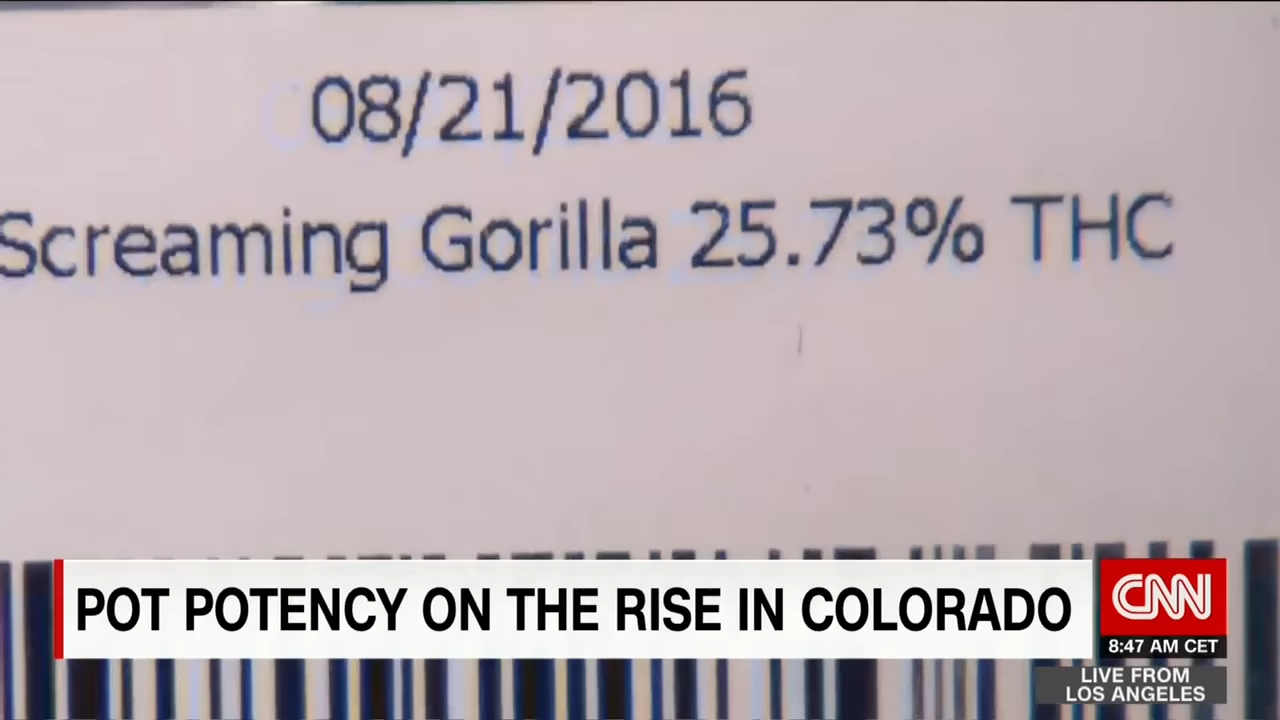 08/21/2016
Screaming Gorilla 25.73% THC
POT POTENCY ON THE RISE IN COLORADO
CNN
8:47 AM CET
LIVE FROM
LOS ANGELES